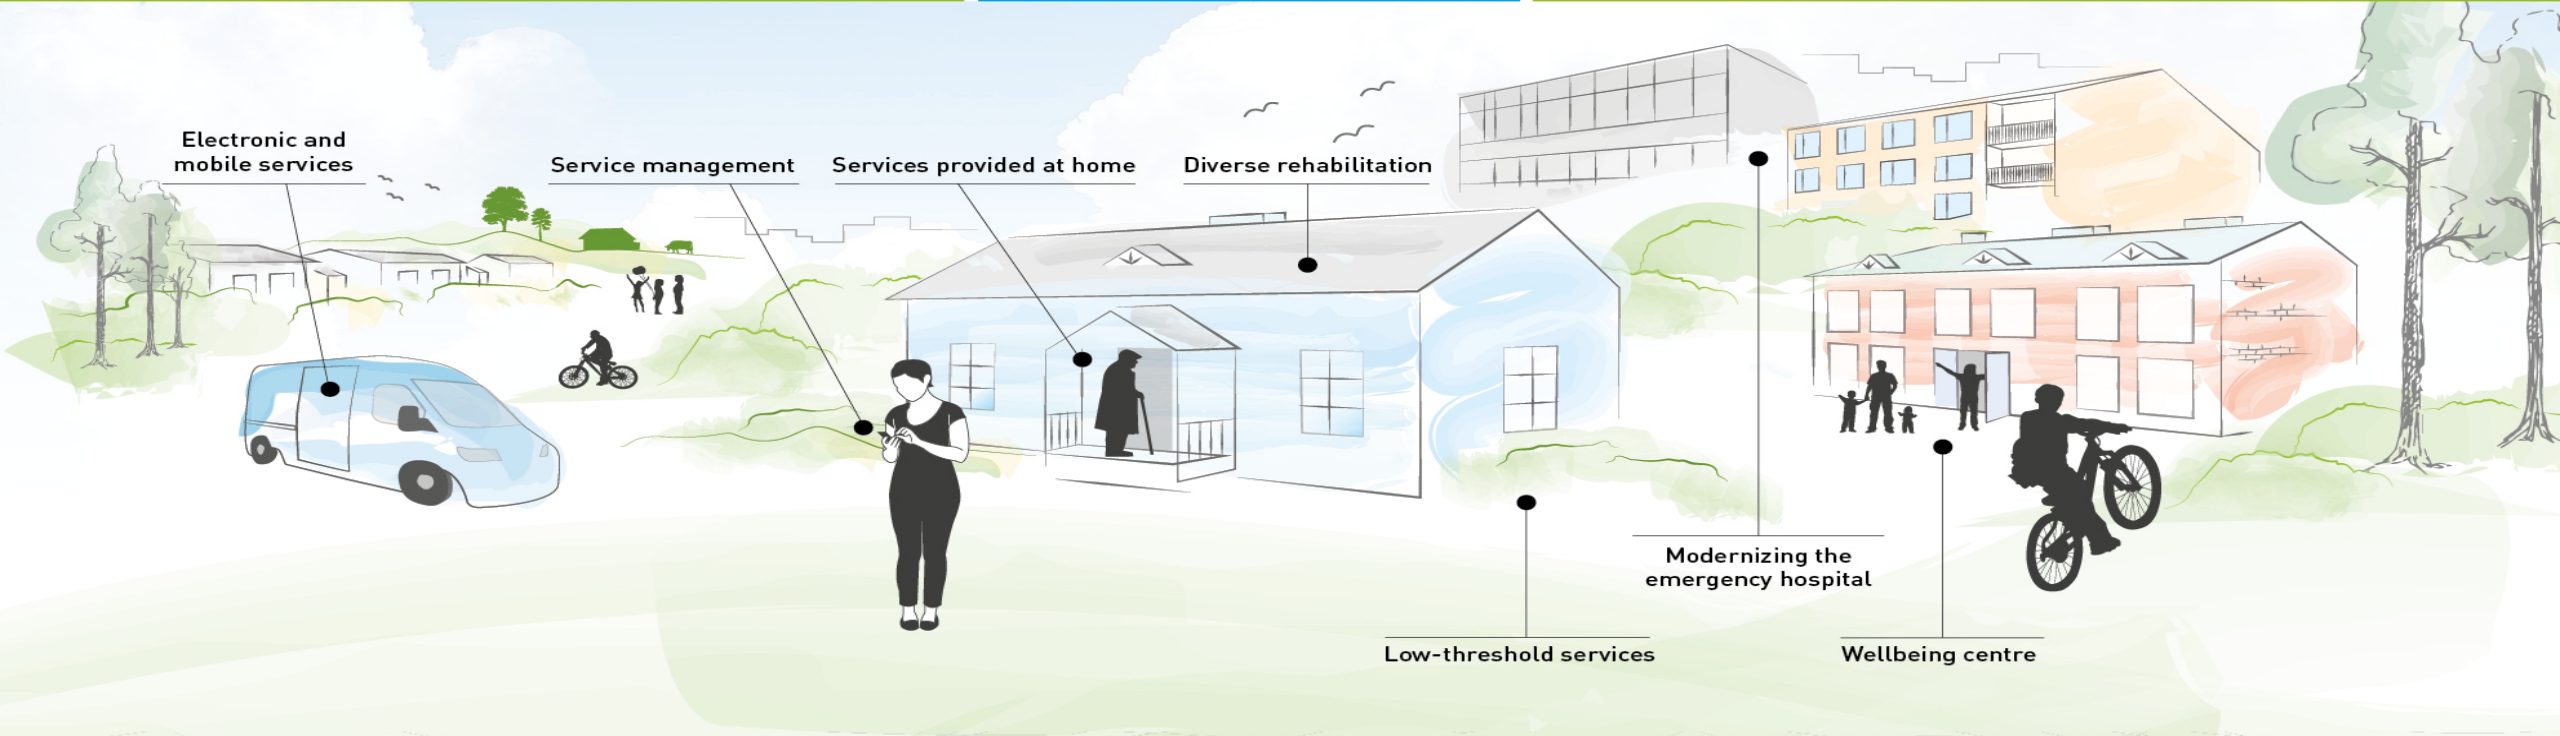 Electronic and
mobile services
Service management
Services provided at home
Diverse rehabilitation
Modernizing the
emergency hospital
Low-threshold services
Wellbeing centre